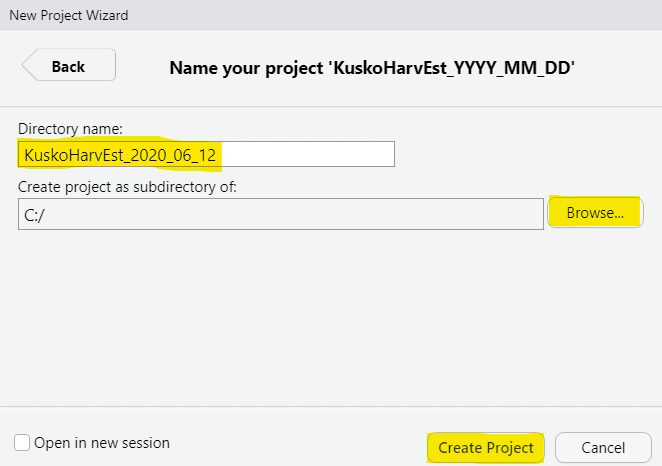 New Project Wizard
Back
Name your project 'KuskoHarvEst_YYYY_MM_DD'
Directory name:
KuskoHarvEst_2020_06_12
Create project as subdirectory of:
C:/
Browse...
Open in new session
Create Project
Cancel